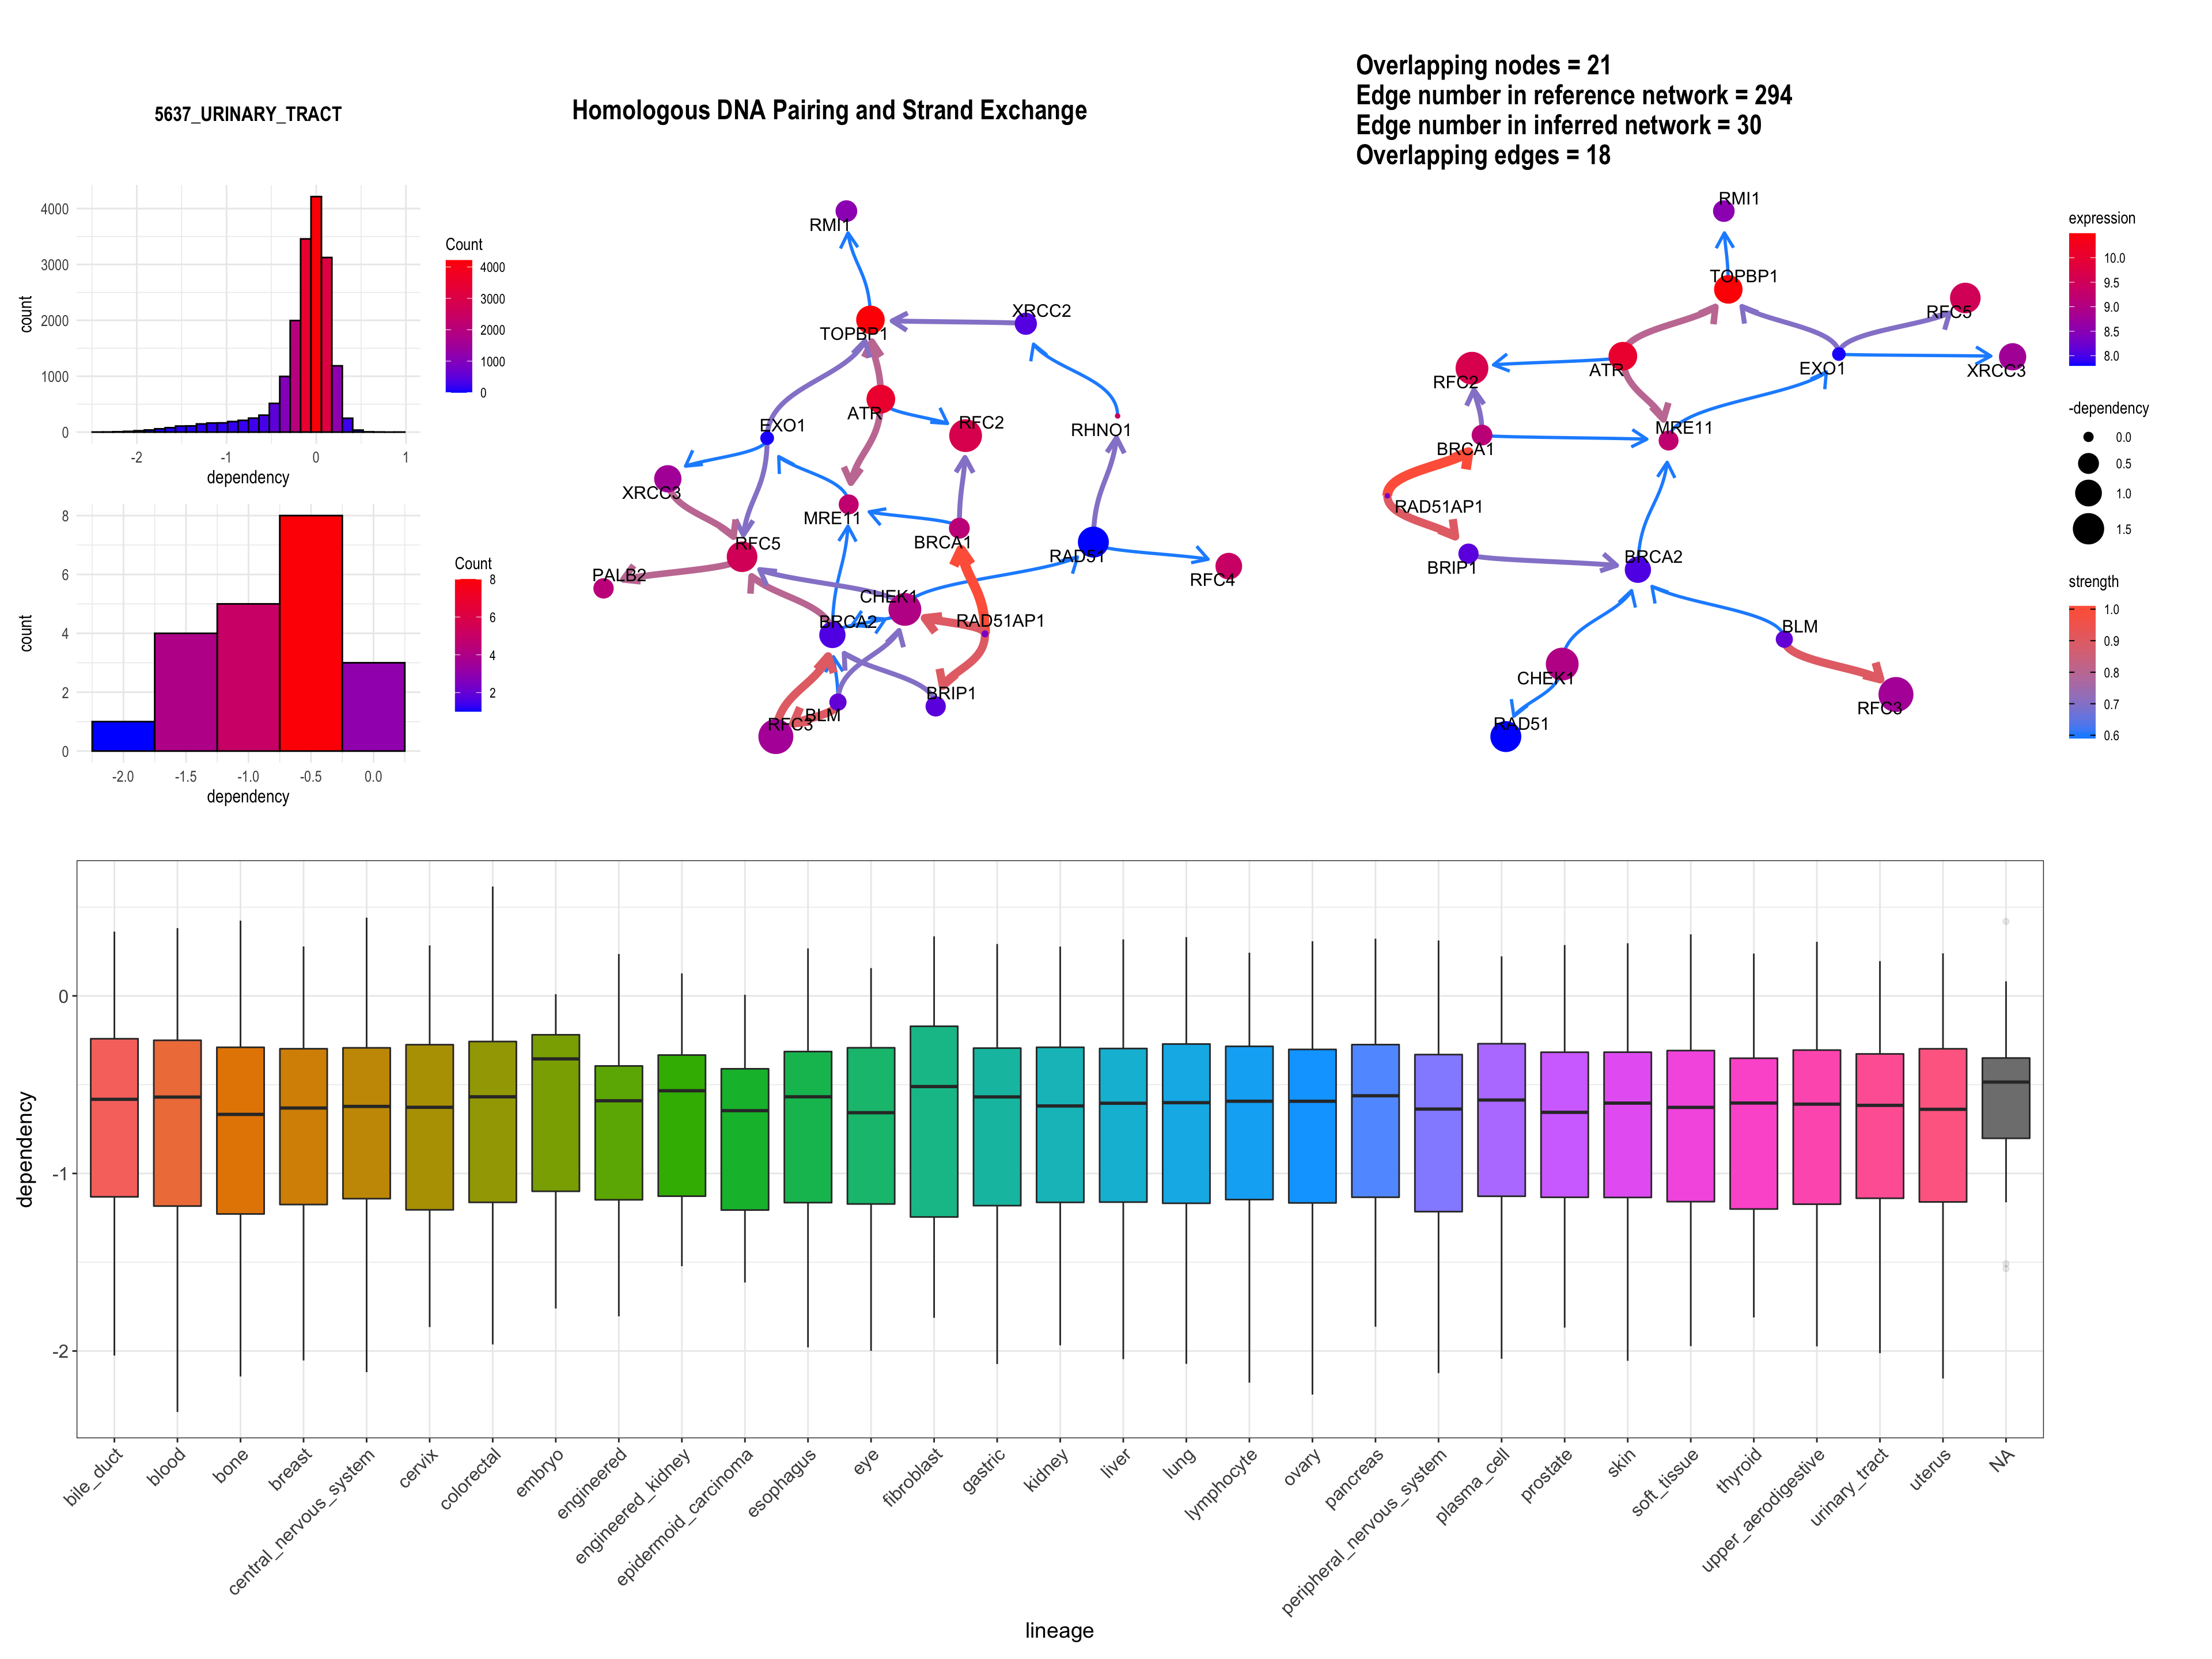 5637_URINARY_TRACT
count
4000
3000
2000
1000
0
-2
-1
0
1
dependency
Count
4000
3000
2000
1000
0
count
8
6
4
2
0
-2.0
-1.5
-1.0
-0.5
0.0
dependency
Count
8
6
4
2
Homologous DNA Pairing and Strand Exchange
RMI1
XRCC2
TOPBP1
ATR
RFC2
EXO1
RHNO1
XRCC3
MRE11
BRCA1
RFC5
RAD51
PALB2
RFC4
CHEK1
BRCA2
RAD51AP1
BRIP1
BLM
RFC3
Overlapping nodes = 21
Edge number in reference network = 294
Edge number in inferred network = 30
Overlapping edges = 18
RMI1
TOPBP1
RFC5
ATR
EXO1
XRCC3
RFC2
MRE11
BRCA1
RAD51AP1
BRIP1
BRCA2
BLM
CHEK1
RFC3
RAD51
expression
10.0
9.5
9.0
8.5
8.0
-dependency
0.0
0.5
1.0
1.5
strength
1.0
0.9
0.8
0.7
0.6
dependency
0
-1
-2
bile_duct
blood
bone
breast
central_nervous_system
cervix
colorectal
embryo
engineered
engineered_kidney
epidermoid_carcinoma
esophagus
eye
fibroblast
gastric
kidney
liver
lung
lymphocyte
ovary
pancreas
peripheral_nervous_system
plasma_cell
prostate
skin
soft_tissue
thyroid
upper_aerodigestive
urinary_tract
uterus
NA
lineage